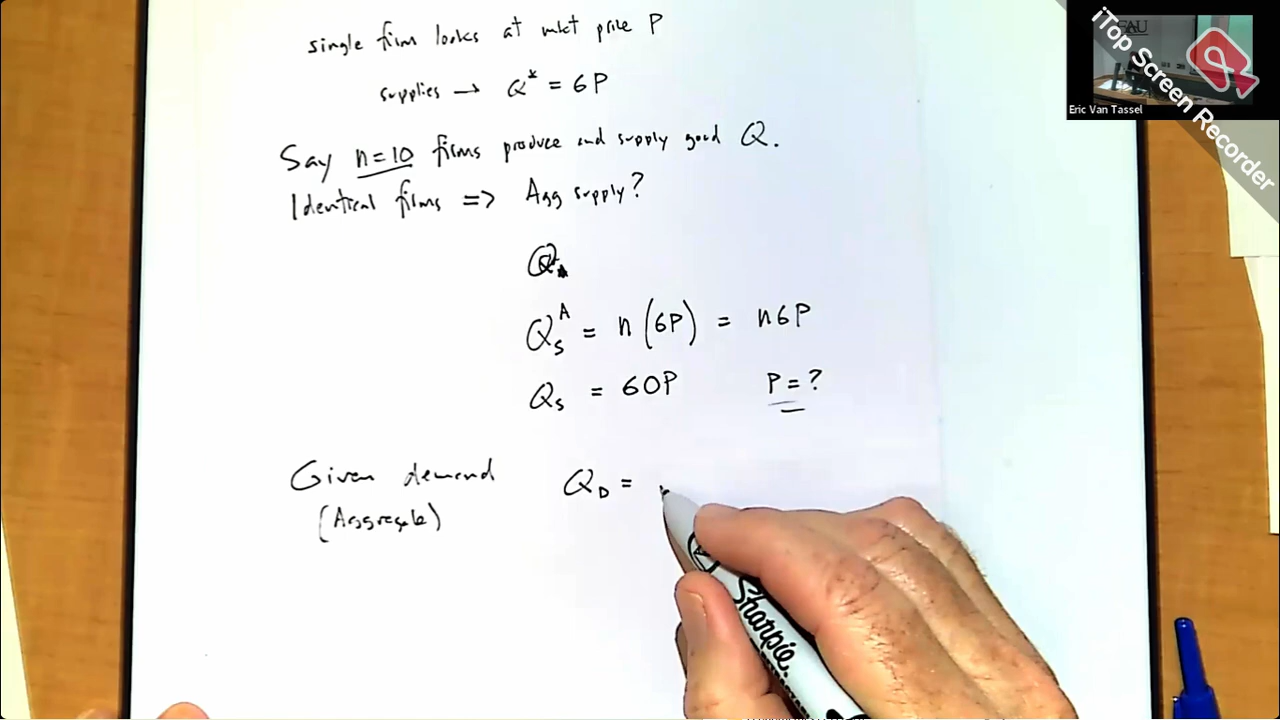 single firm looks at mkt price P
supplies → Q* = 6P
Say n=10 firms produce and supply good Q.
Identical firms => Agg supply?
Q
Q_S^A = n(6P) = n6P
Q_S = 60P P=?
Given demand Q_D =
(Aggregate)
Sharpie.
FAU
Eric Van Tassel
iTop Screen Recorder